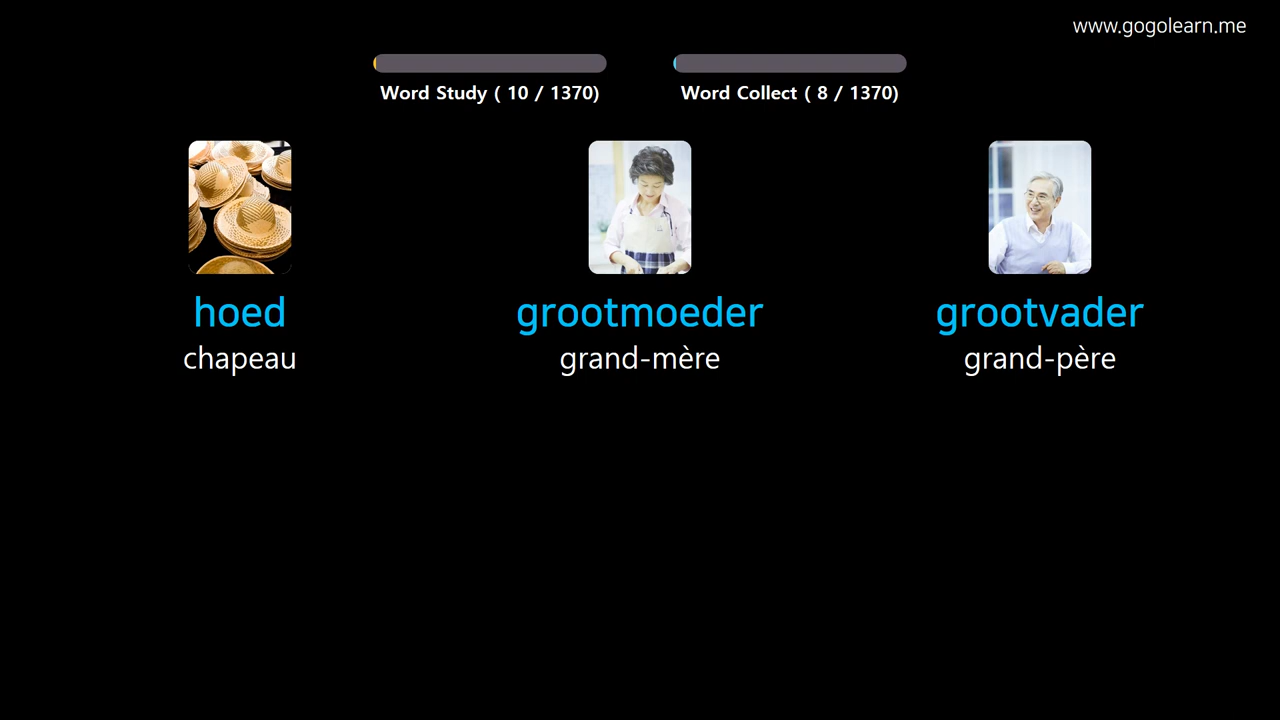 www.gogolearn.me
Word Study ( 10 / 1370)
Word Collect ( 8 / 1370)
hoed
chapeau
grootmoeder
grand-mère
grootvader
grand-père